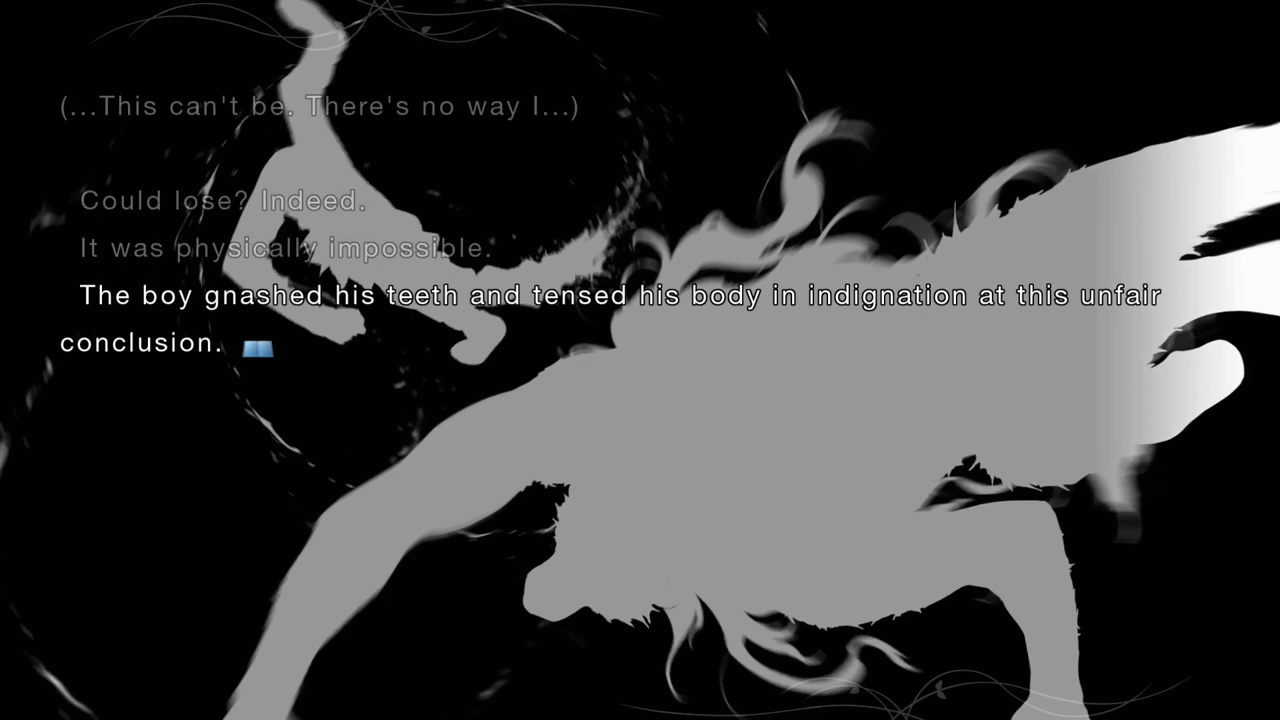 (...This can't be. There's no way I...)
Could lose? Indeed.
It was physically impossible.
The boy gnashed his teeth and tensed his body in indignation at this unfair
conclusion.